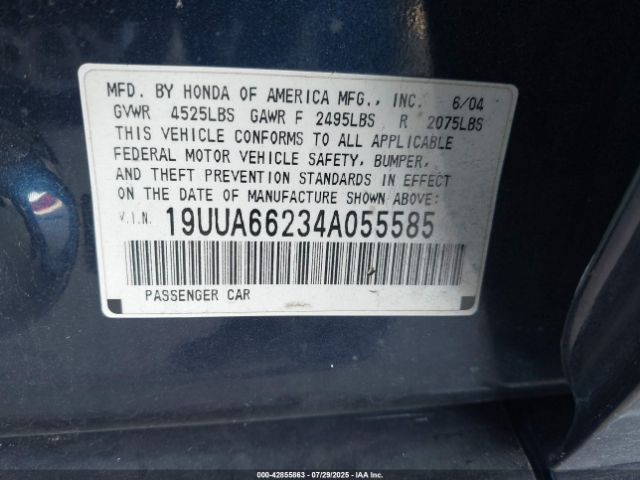 MFD. BY HONDA OF AMERICA MFG., INC. 6/04
GVWR 4525LBS GAWR F 2495LBS R 2075LBS
THIS VEHICLE CONFORMS TO ALL APPLICABLE
FEDERAL MOTOR VEHICLE SAFETY, BUMPER,
AND THEFT PREVENTION STANDARDS IN EFFECT
ON THE DATE OF MANUFACTURE SHOWN ABOVE:
V.I.N. 19UUA66234A055585
PASSENGER CAR
000-42855863 - 07/29/2025 - IAA Inc.